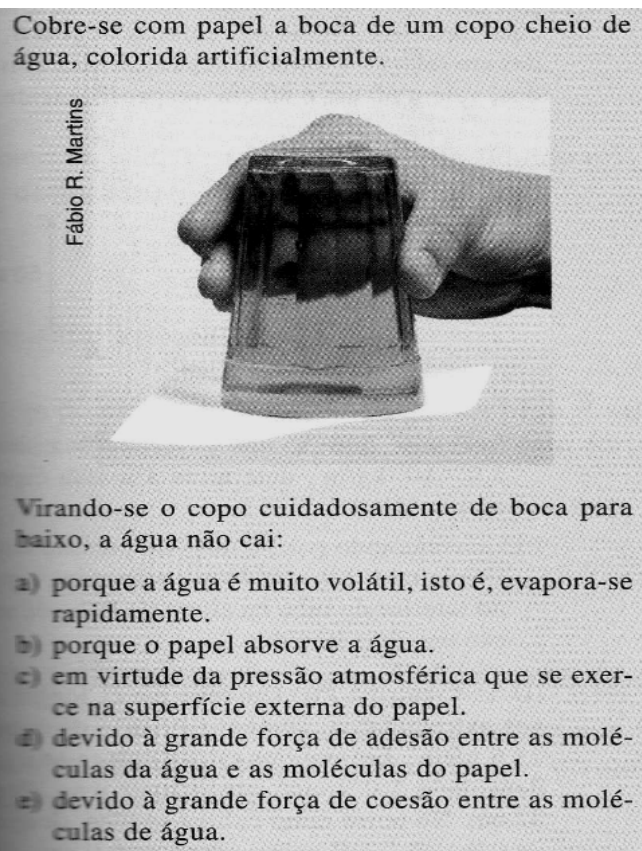 Cobre-se com papel a boca de um copo cheio de
água, colorida artificialmente.
Fábio R. Martins
Virando-se o copo cuidadosamente de boca para
baixo, a água não cai:
a) porque a água é muito volátil, isto é, evapora-se
rapidamente.
b) porque o papel absorve a água.
c) em virtude da pressão atmosférica que se exer-
ce na superfície externa do papel.
d) devido à grande força de adesão entre as molé-
culas da água e as moléculas do papel.
e) devido à grande força de coesão entre as molé-
culas de água.